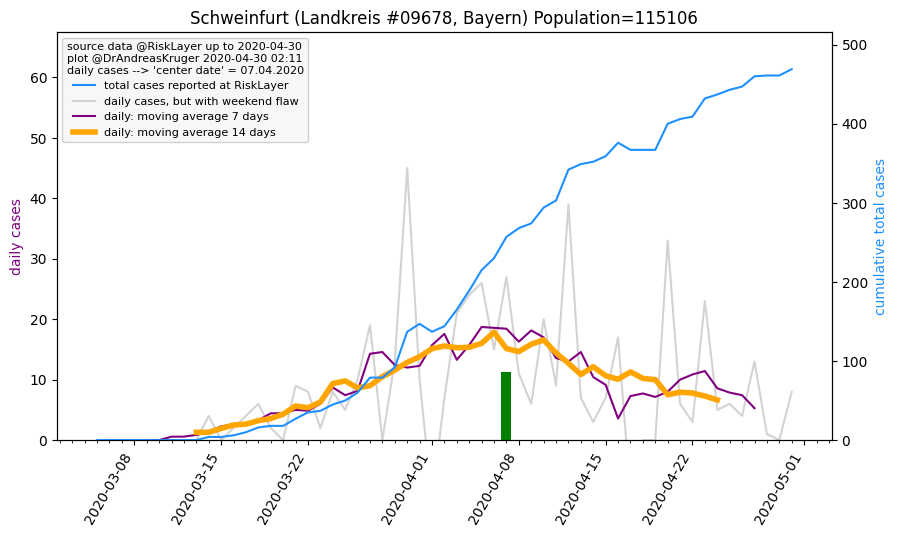 Schweinfurt (Landkreis #09678, Bayern) Population=115106
source data @RiskLayer up to 2020-04-30
plot @DrAndreasKruger 2020-04-30 02:11
daily cases --> 'center date' = 07.04.2020
total cases reported at RiskLayer
daily cases, but with weekend flaw
daily: moving average 7 days
daily: moving average 14 days
daily cases
60
50
40
30
20
10
0
cumulative total cases
500
400
300
200
100
0
2020-03-08
2020-03-15
2020-03-22
2020-04-01
2020-04-08
2020-04-15
2020-04-22
2020-05-01